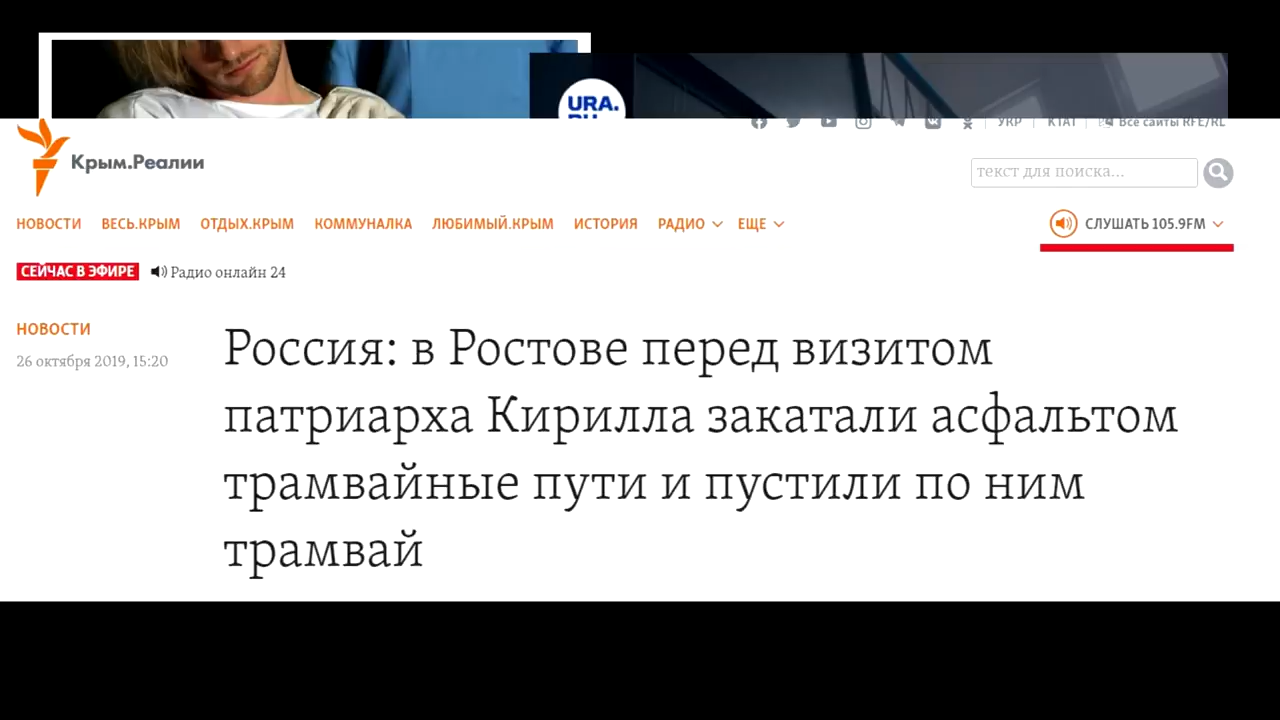 URA.
УКР КТАТ Все сайты RFE/RL
Крым.Реалии
текст для поиска...
НОВОСТИ ВЕСЬ.КРЫМ ОТДЫХ.КРЫМ КОММУНАЛКА ЛЮБИМЫЙ.КРЫМ ИСТОРИЯ РАДИО ЕЩЕ СЛУШАТЬ 105.9FM
СЕЙЧАС В ЭФИРЕ Радио онлайн 24
НОВОСТИ
26 октября 2019, 15:20
Россия: в Ростове перед визитом
патриарха Кирилла закатали асфальтом
трамвайные пути и пустили по ним
трамвай